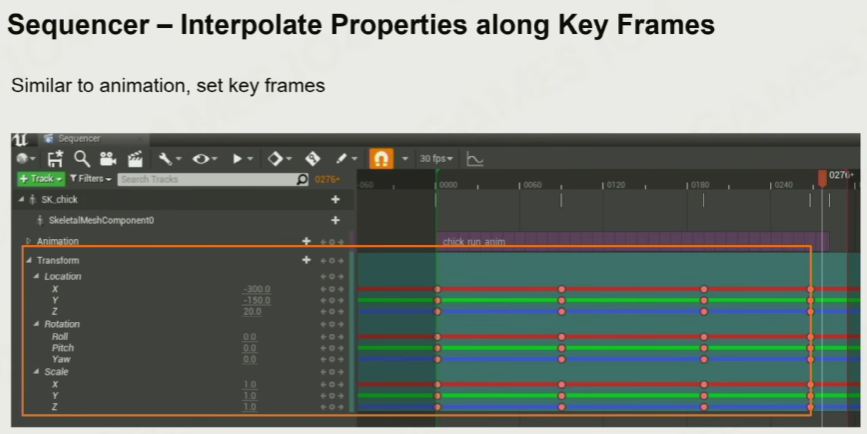 Sequencer – Interpolate Properties along Key Frames
Similar to animation, set key frames
Sequencer
30 fps
+ Track Filters Search Tracks 0276+
-060 0000 0060 0120 0180 0240 0276+
SK_chick
SkeletalMeshComponent0
Animation chick_run_anim
Transform
Location
X -300.0
Y -150.0
Z 20.0
Rotation
Roll 0.0
Pitch 0.0
Yaw 0.0
Scale
X 1.0
Y 1.0
Z 1.0